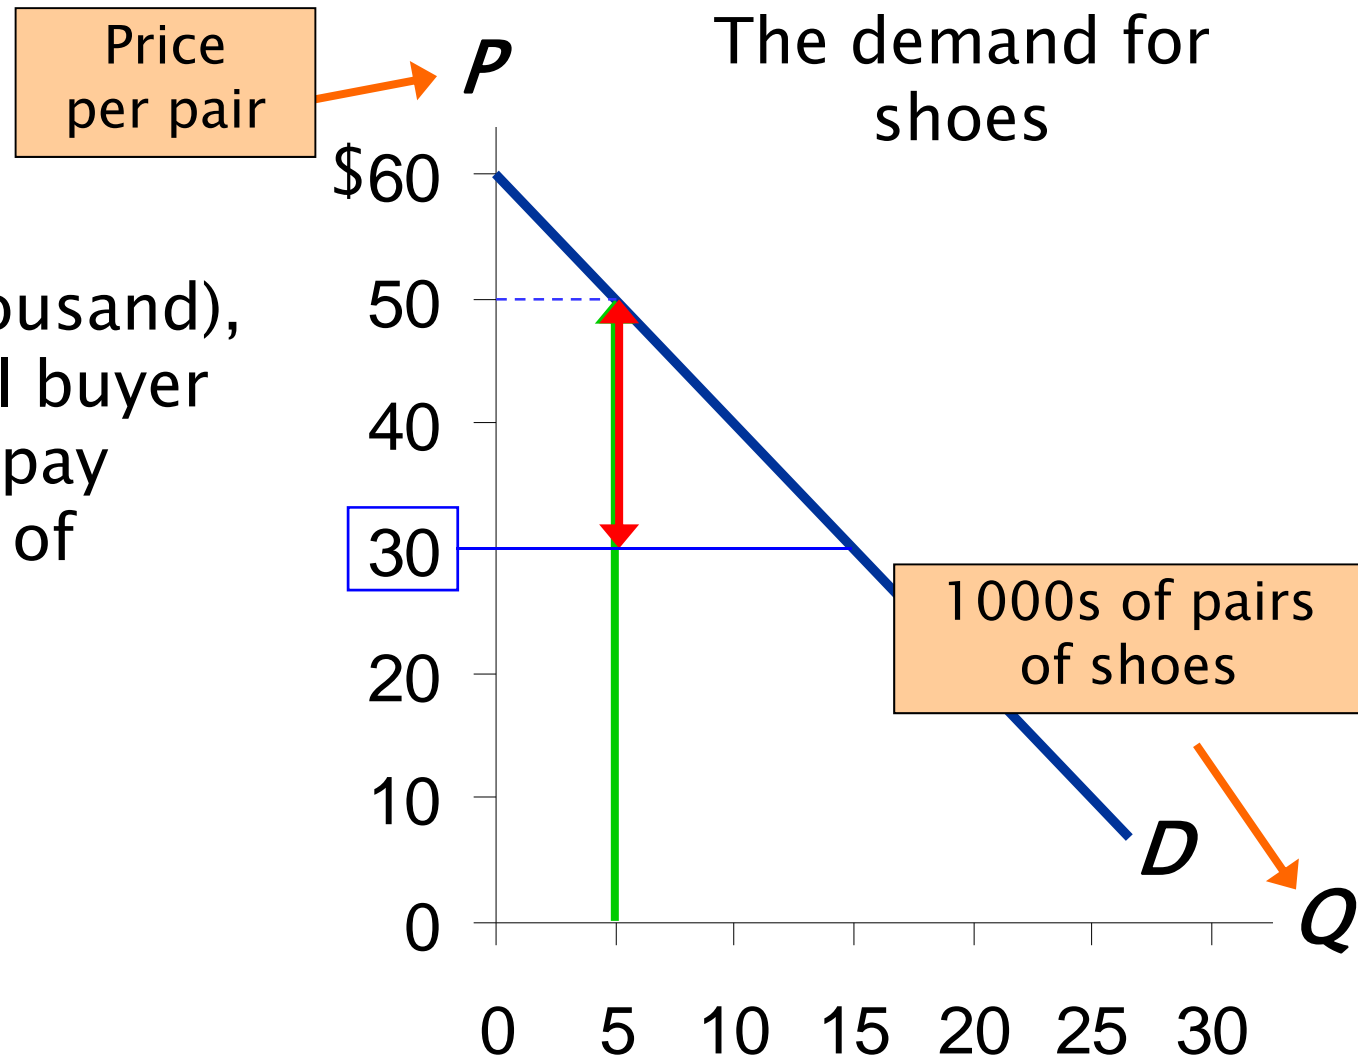 The demand for
shoes
Price
per pair
P
$60
50
40
30
20
10
0
ousand),
l buyer
pay
of
1000s of pairs
of shoes
D
Q
0 5 10 15 20 25 30